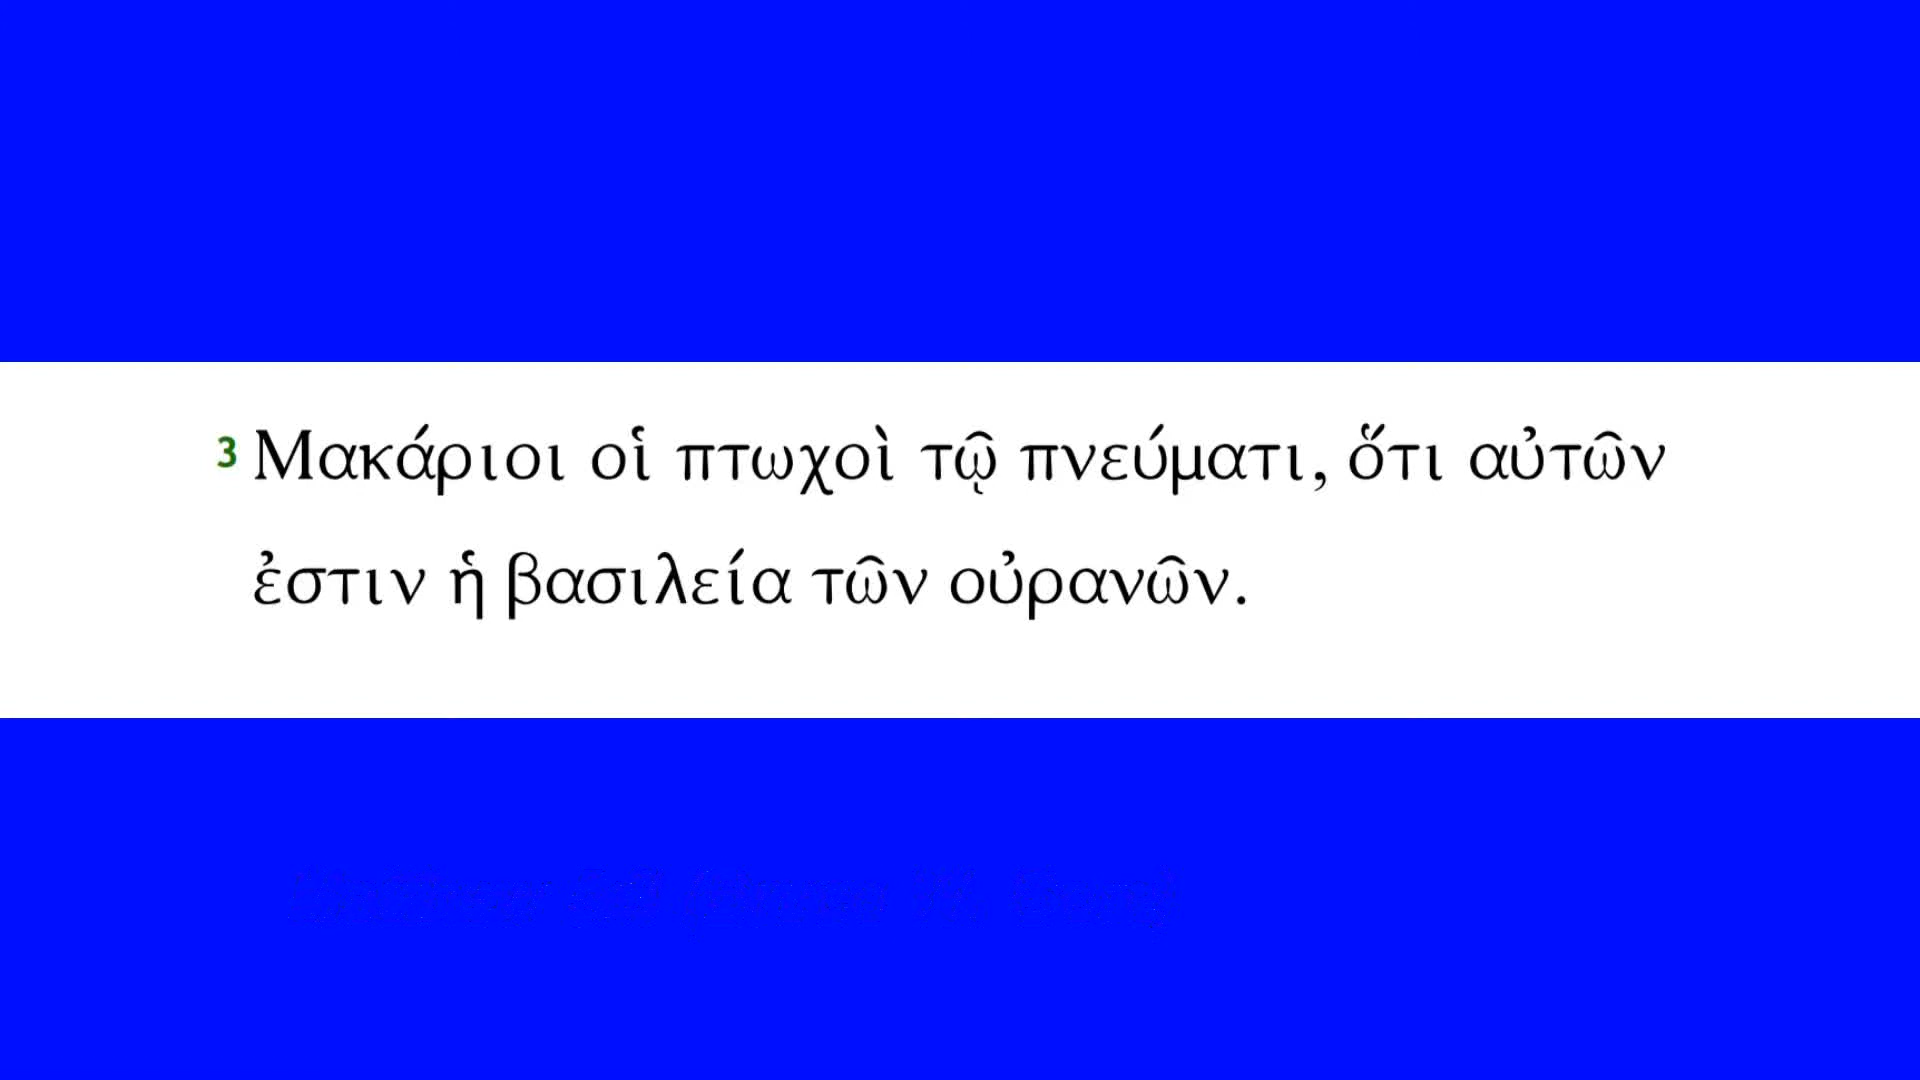 3 Μακάριοι οἱ πτωχοὶ τῷ πνεύματι, ὅτι αὐτῶν
ἐστιν ἡ βασιλεία τῶν οὐρανῶν.